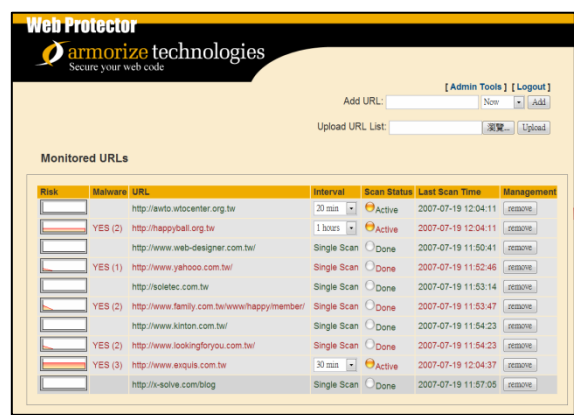 Web Protector
armorize technologies
Secure your web code
[ Admin Tools ] [ Logout ]
Add URL: Now Add
Upload URL List: 瀏覽... Upload
Monitored URLs
Risk Malware URL Interval Scan Status Last Scan Time Management
http://awto.wtocenter.org.tw 20 min Active 2007-07-19 12:04:11 remove
YES (2) http://happyball.org.tw 1 hours Active 2007-07-19 12:04:11 remove
http://www.web-designer.com.tw/ Single Scan Done 2007-07-19 11:50:41 remove
YES (1) http://www.yahooo.com.tw/ Single Scan Done 2007-07-19 11:52:46 remove
http://soletec.com.tw Single Scan Done 2007-07-19 11:53:14 remove
YES (2) http://www.family.com.tw/www/happy/member/ Single Scan Done 2007-07-19 11:53:47 remove
http://www.kinton.com.tw/ Single Scan Done 2007-07-19 11:54:23 remove
YES (2) http://www.lookingforyou.com.tw/ Single Scan Done 2007-07-19 11:54:23 remove
YES (3) http://www.exquis.com.tw 30 min Active 2007-07-19 12:04:37 remove
http://x-solve.com/blog Single Scan Done 2007-07-19 11:57:05 remove